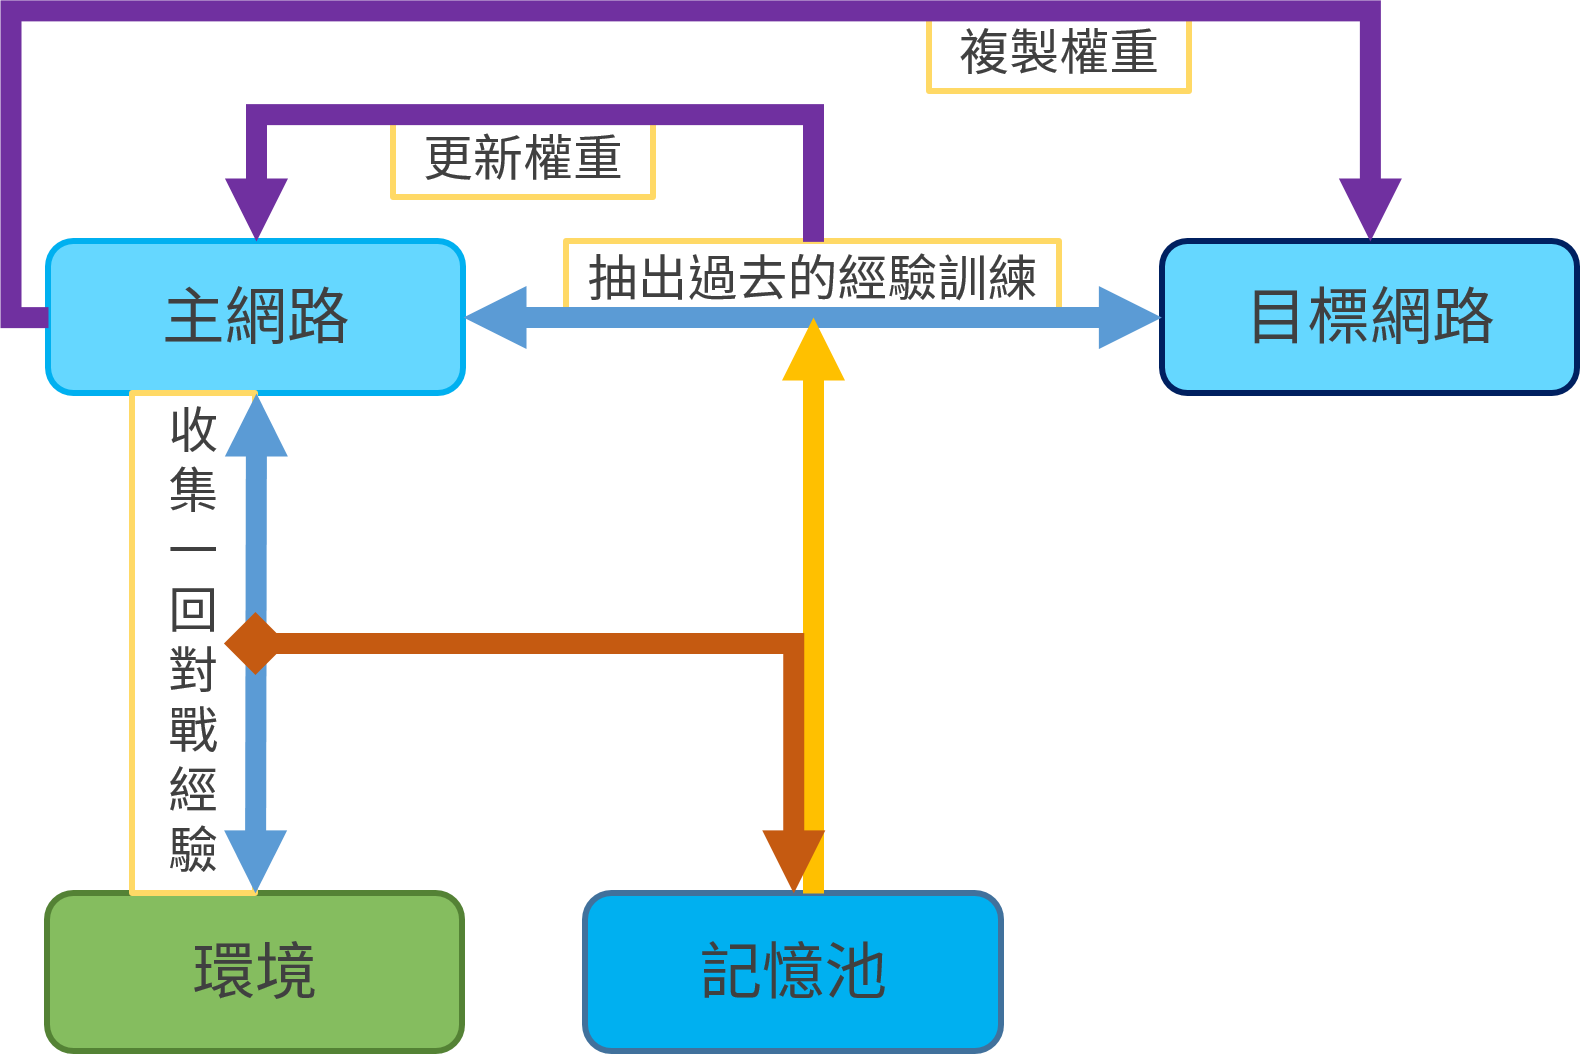 複製權重
更新權重
抽出過去的經驗訓練
主網路
目標網路
收集一回對戰經驗
環境
記憶池